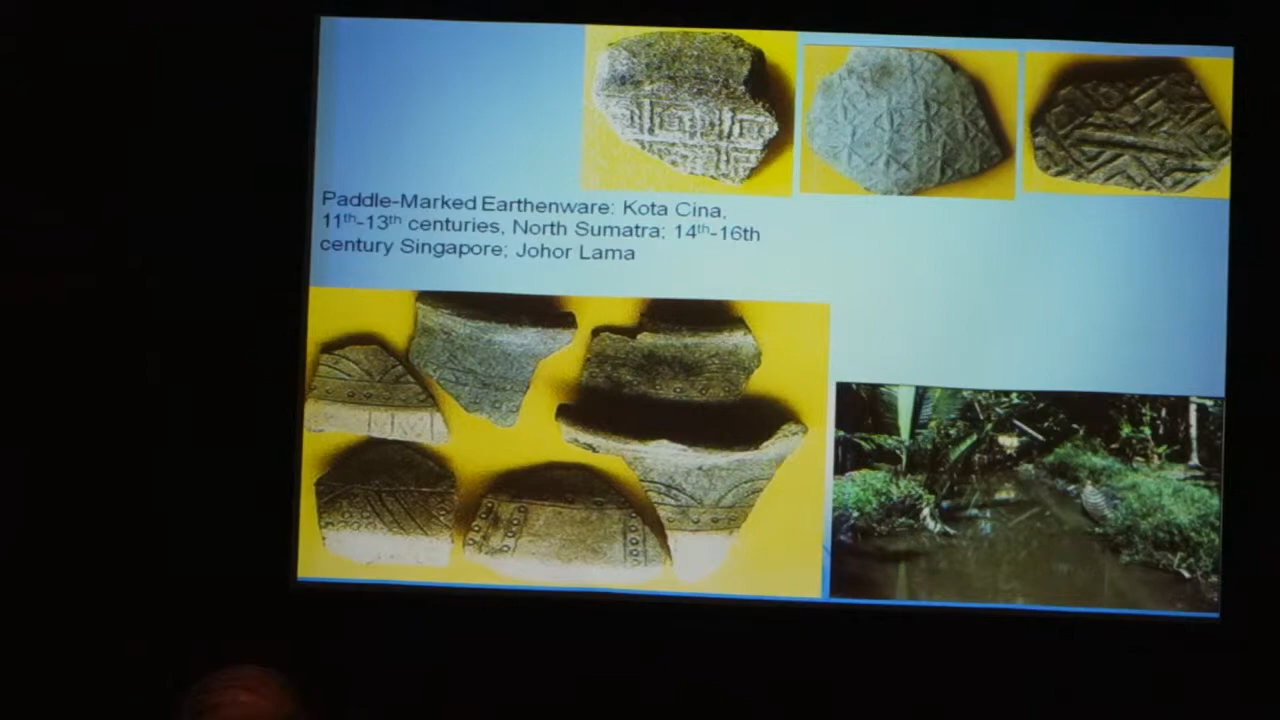 Paddle-Marked Earthenware: Kota Cina,
11th-13th centuries, North Sumatra; 14th-16th
century Singapore; Johor Lama